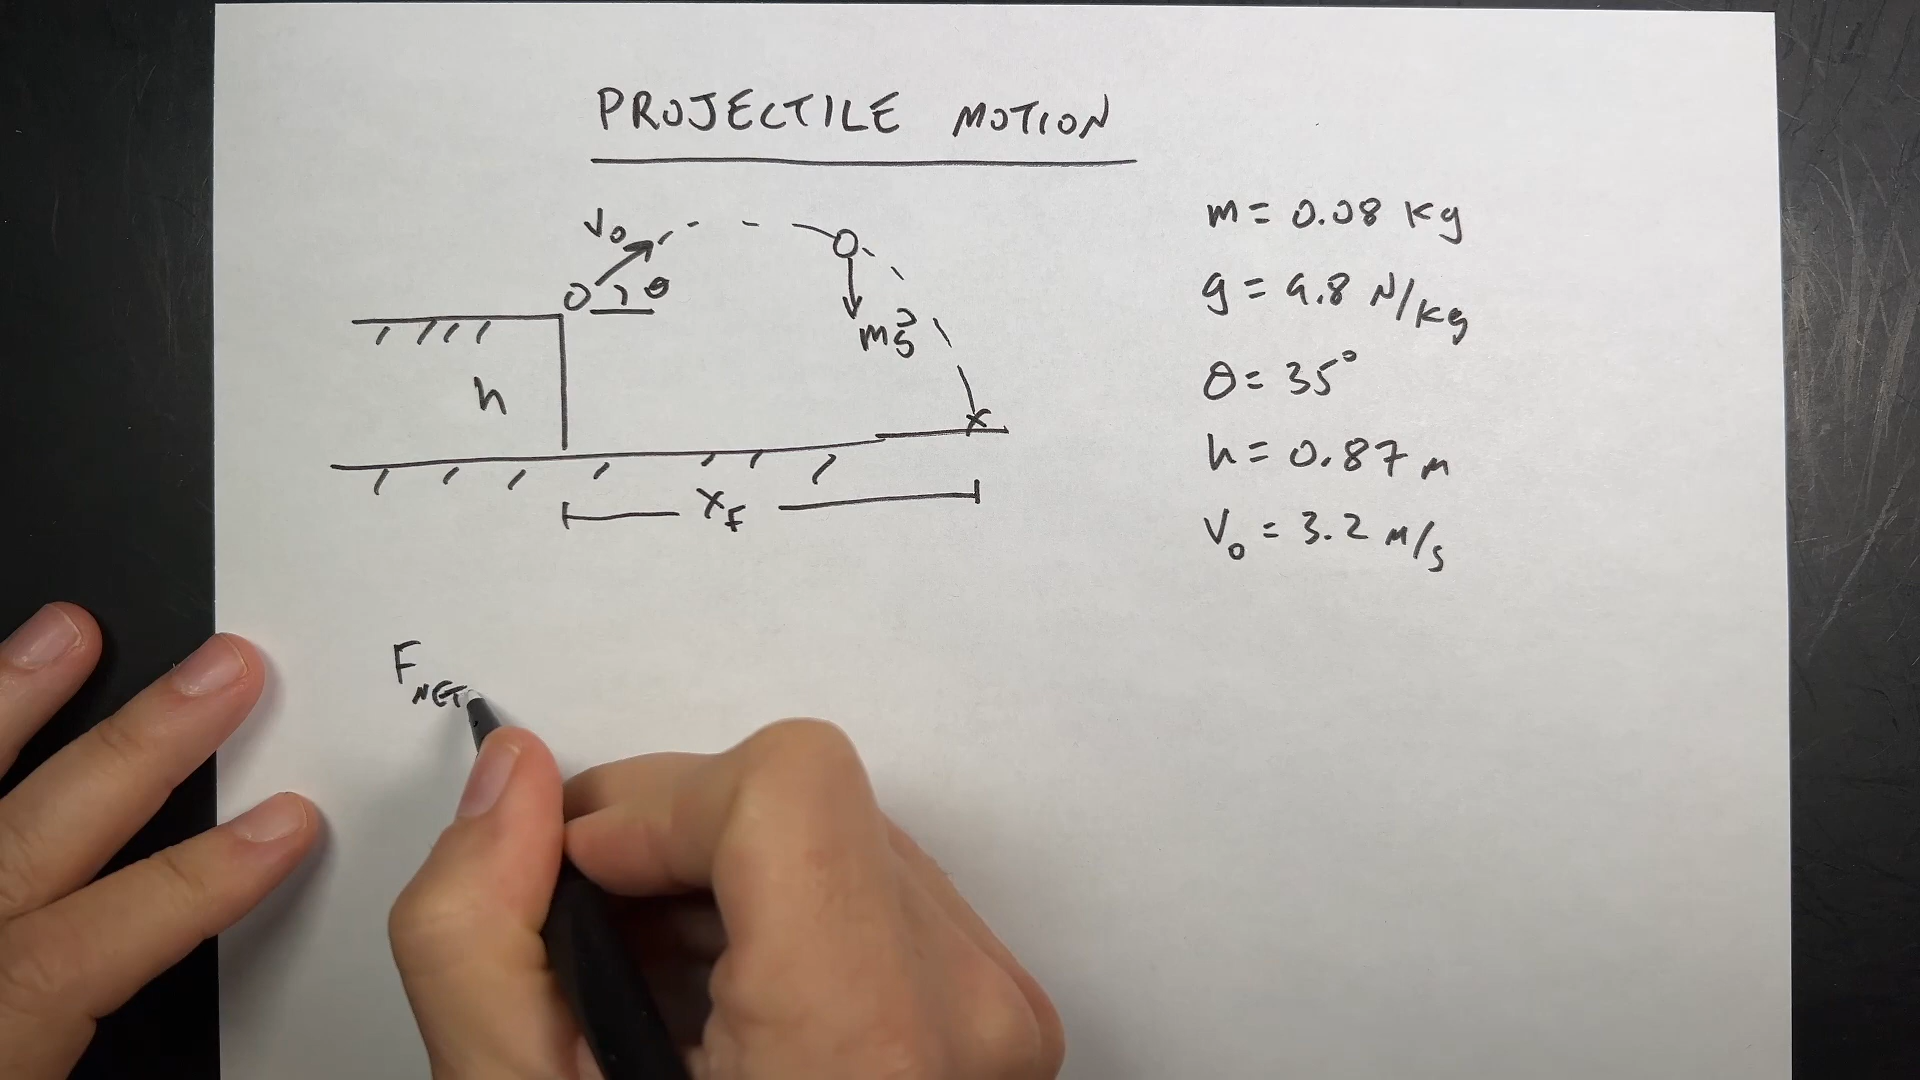 PROJECTILE MOTION
v₀
θ
mg⃗
h
x_f
m = 0.08 kg
g = 9.8 N/kg
θ = 35°
h = 0.87 m
v₀ = 3.2 m/s
F_NET